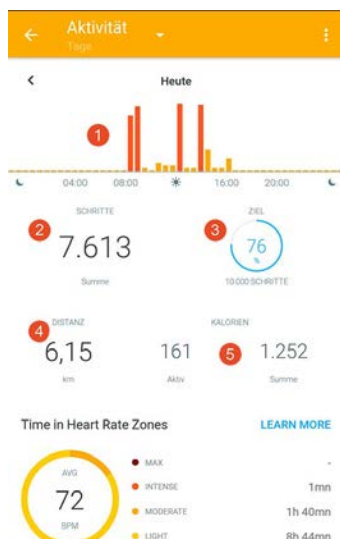 Aktivität
Tage
Heute
1
04:00 08:00 16:00 20:00
SCHRITTE
ZIEL
2
3
7.613
76
%
Summe
10.000 SCHRITTE
DISTANZ
KALORIEN
4
6,15
161
5
1.252
km
Aktiv
Summe
Time in Heart Rate Zones
LEARN MORE
AVG
72
BPM
MAX -
INTENSE 1mn
MODERATE 1h 40mn
LIGHT 8h 44mn